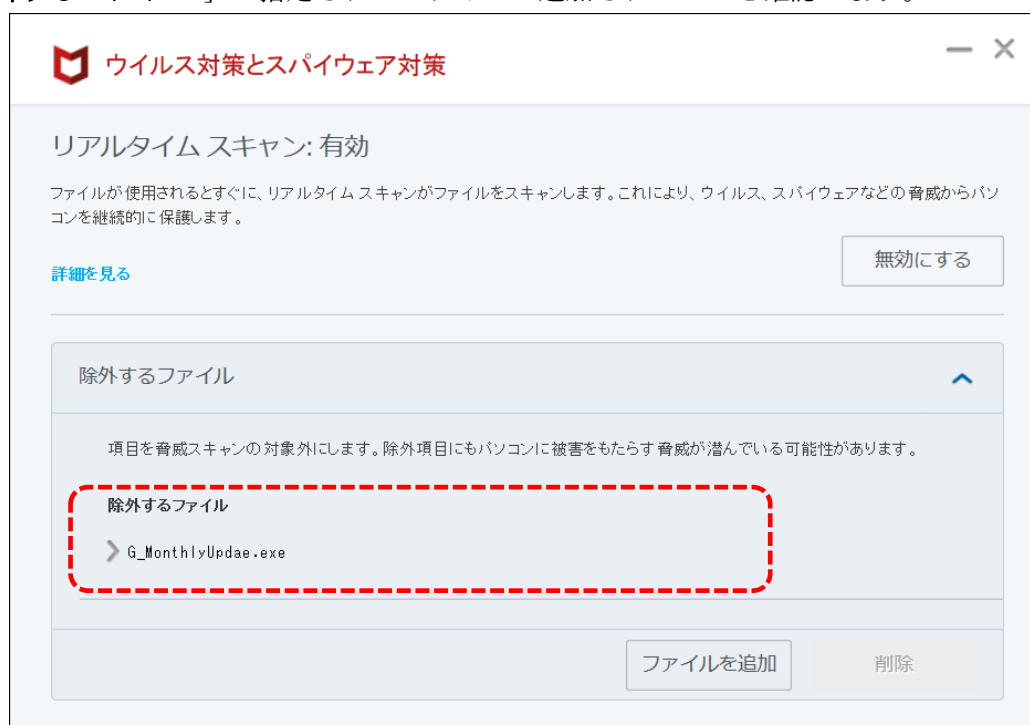 ウイルス対策とスパイウェア対策
リアルタイム スキャン: 有効
ファイルが使用されるとすぐに、リアルタイム スキャンがファイルをスキャンします。これにより、ウイルス、スパイウェアなどの脅威からパソ
コンを継続的に保護します。
無効にする
詳細を見る
除外するファイル
項目を脅威スキャンの対象外にします。除外項目にもパソコンに被害をもたらす脅威が潜んでいる可能性があります。
除外するファイル
G_MonthlyUpdae.exe
ファイルを追加
削除